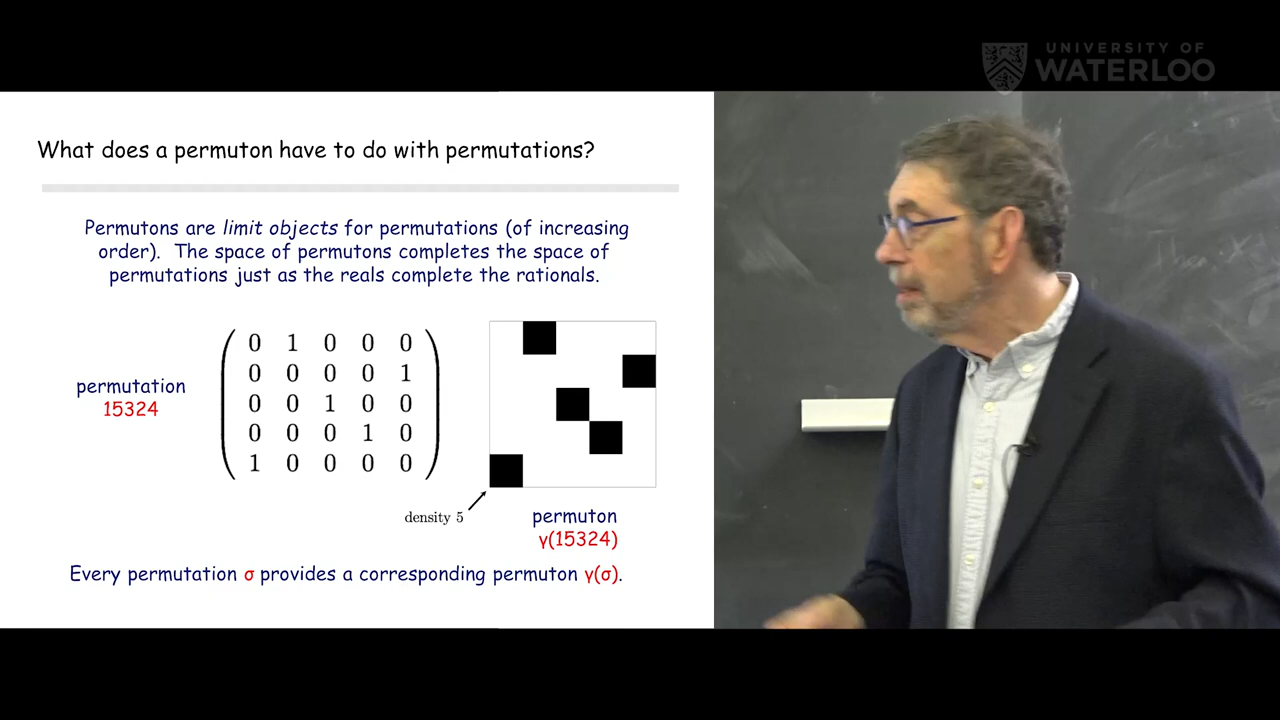 UNIVERSITY OF
WATERLOO
What does a permuton have to do with permutations?
Permutons are limit objects for permutations (of increasing
order). The space of permutons completes the space of
permutations just as the reals complete the rationals.
permutation
15324
0 1 0 0 0
0 0 0 0 1
0 0 1 0 0
0 0 0 1 0
1 0 0 0 0
density 5
permuton
γ(15324)
Every permutation σ provides a corresponding permuton γ(σ).